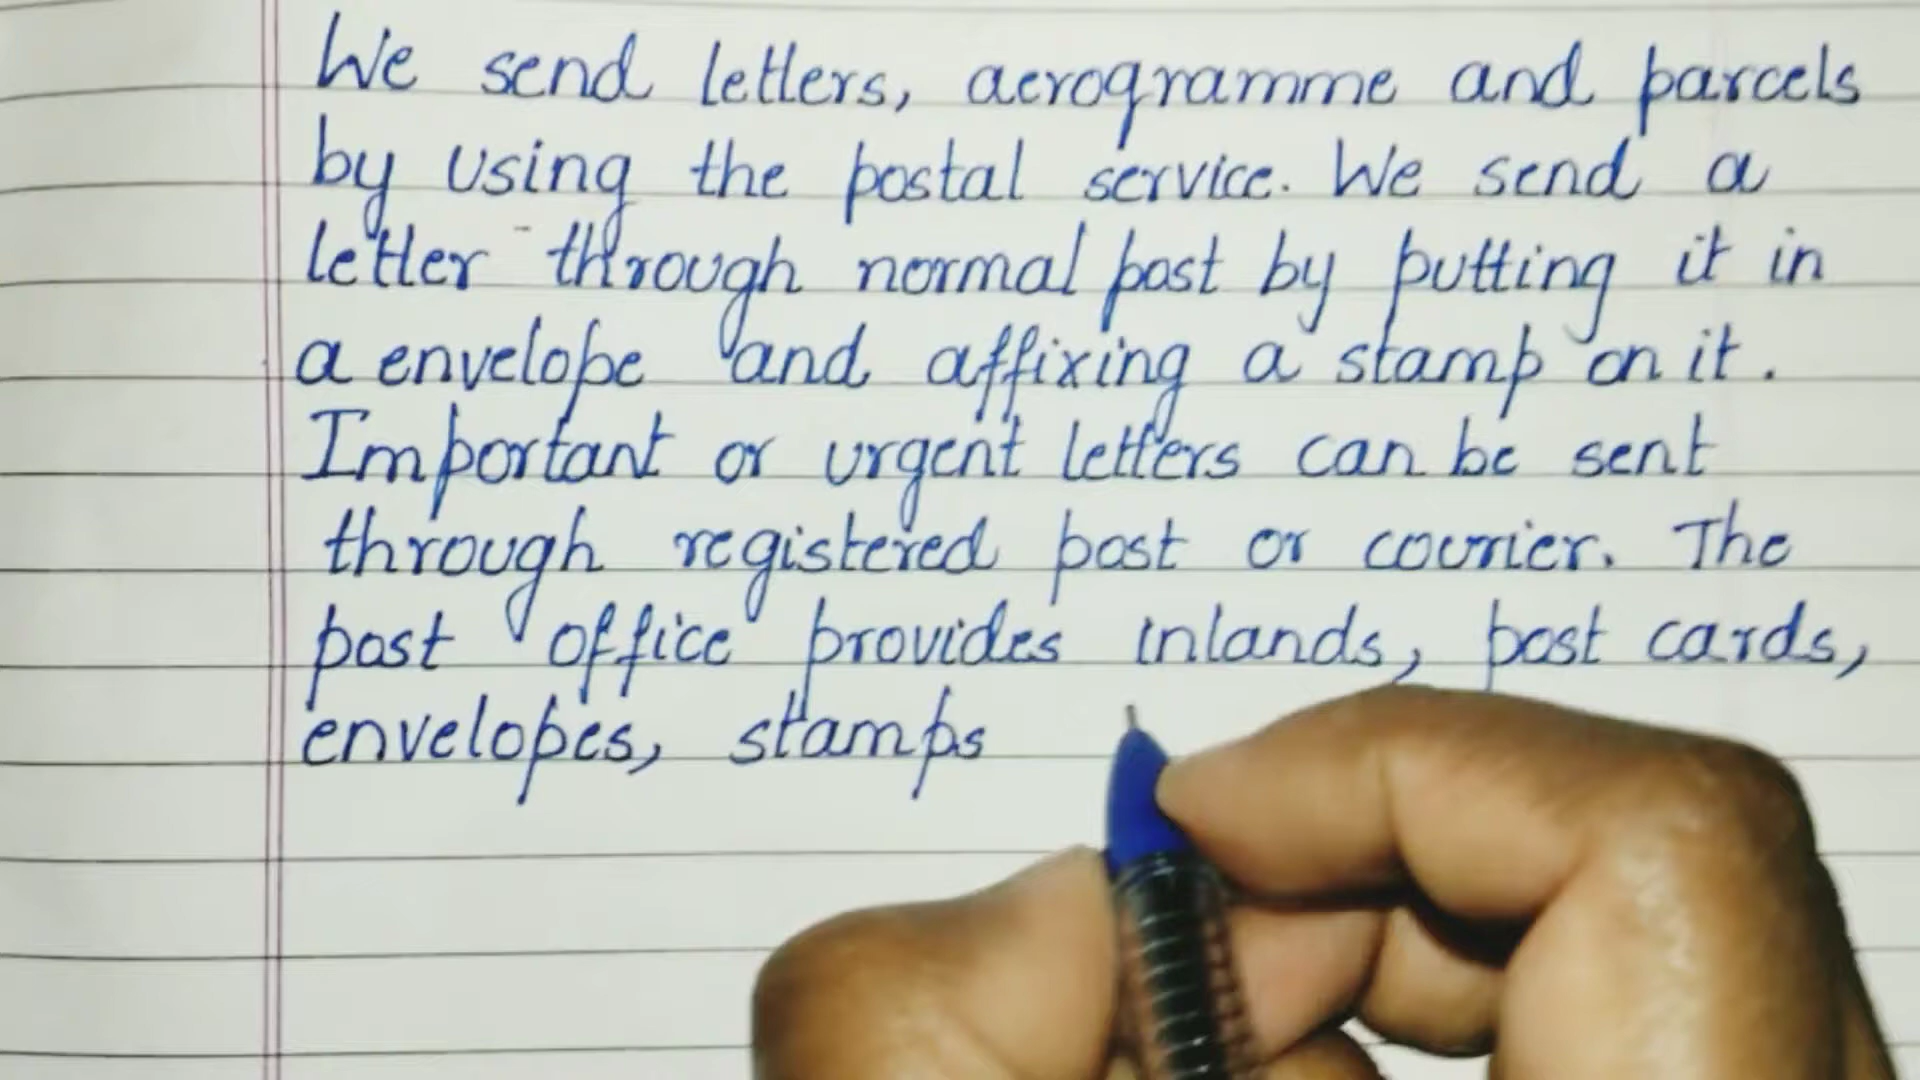 We send letters, aerogramme and parcels
by using the postal service. We send a
letter through normal post by putting it in
a envelope and affixing a stamp on it.
Important or urgent letters can be sent
through registered post or courier. The
post office provides inlands, post cards,
envelopes, stamps